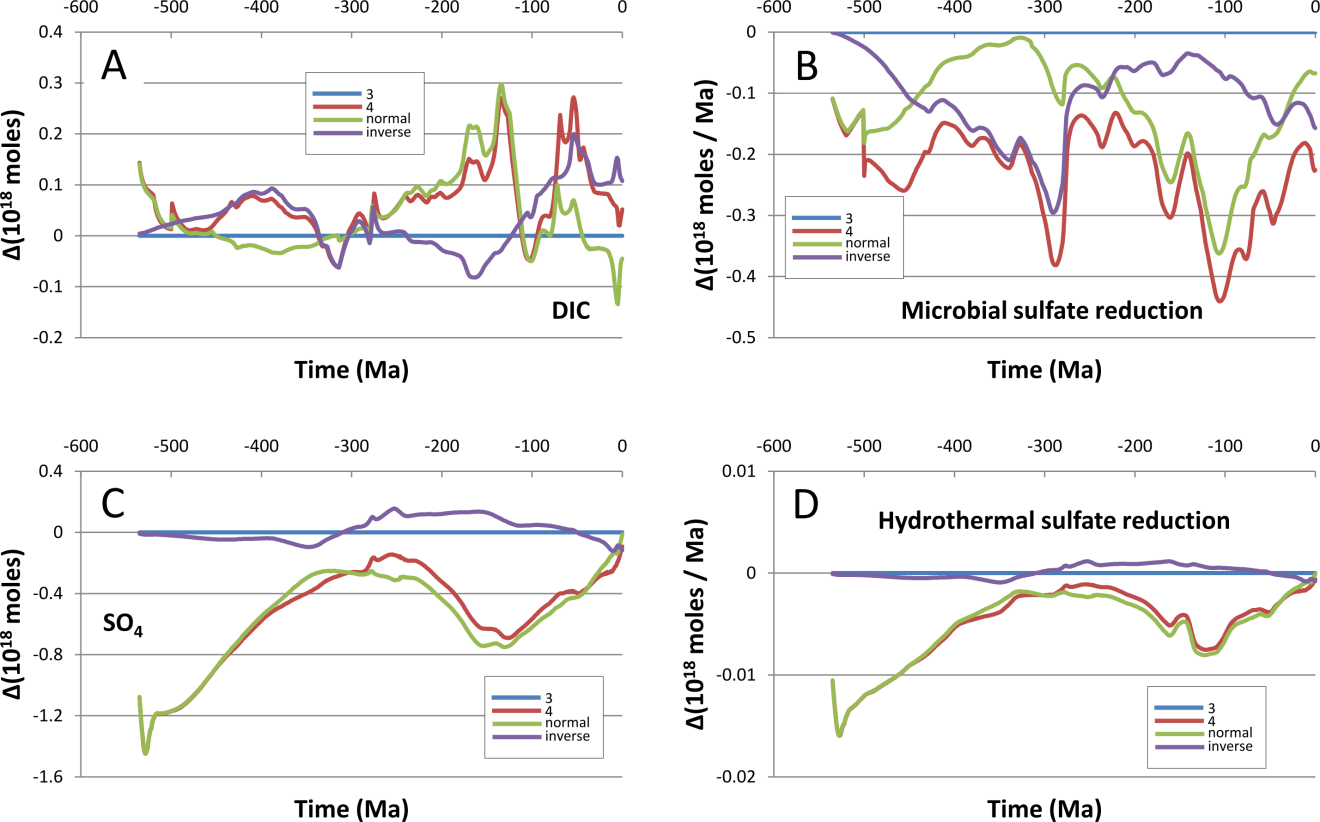 -600 -500 -400 -300 -200 -100 0
0.4
0.3
0.2
0.1
0
-0.1
-0.2
A
3
4
normal
inverse
DIC
Δ(10¹⁸ moles)
Time (Ma)
-600 -500 -400 -300 -200 -100 0
0
-0.1
-0.2
-0.3
-0.4
-0.5
B
3
4
normal
inverse
Microbial sulfate reduction
Δ(10¹⁸ moles / Ma)
Time (Ma)
-600 -500 -400 -300 -200 -100 0
0.4
0
-0.4
-0.8
-1.2
-1.6
C
SO₄
3
4
normal
inverse
Δ(10¹⁸ moles)
Time (Ma)
-600 -500 -400 -300 -200 -100 0
0.01
0
-0.01
-0.02
D
Hydrothermal sulfate reduction
3
4
normal
inverse
Δ(10¹⁸ moles / Ma)
Time (Ma)